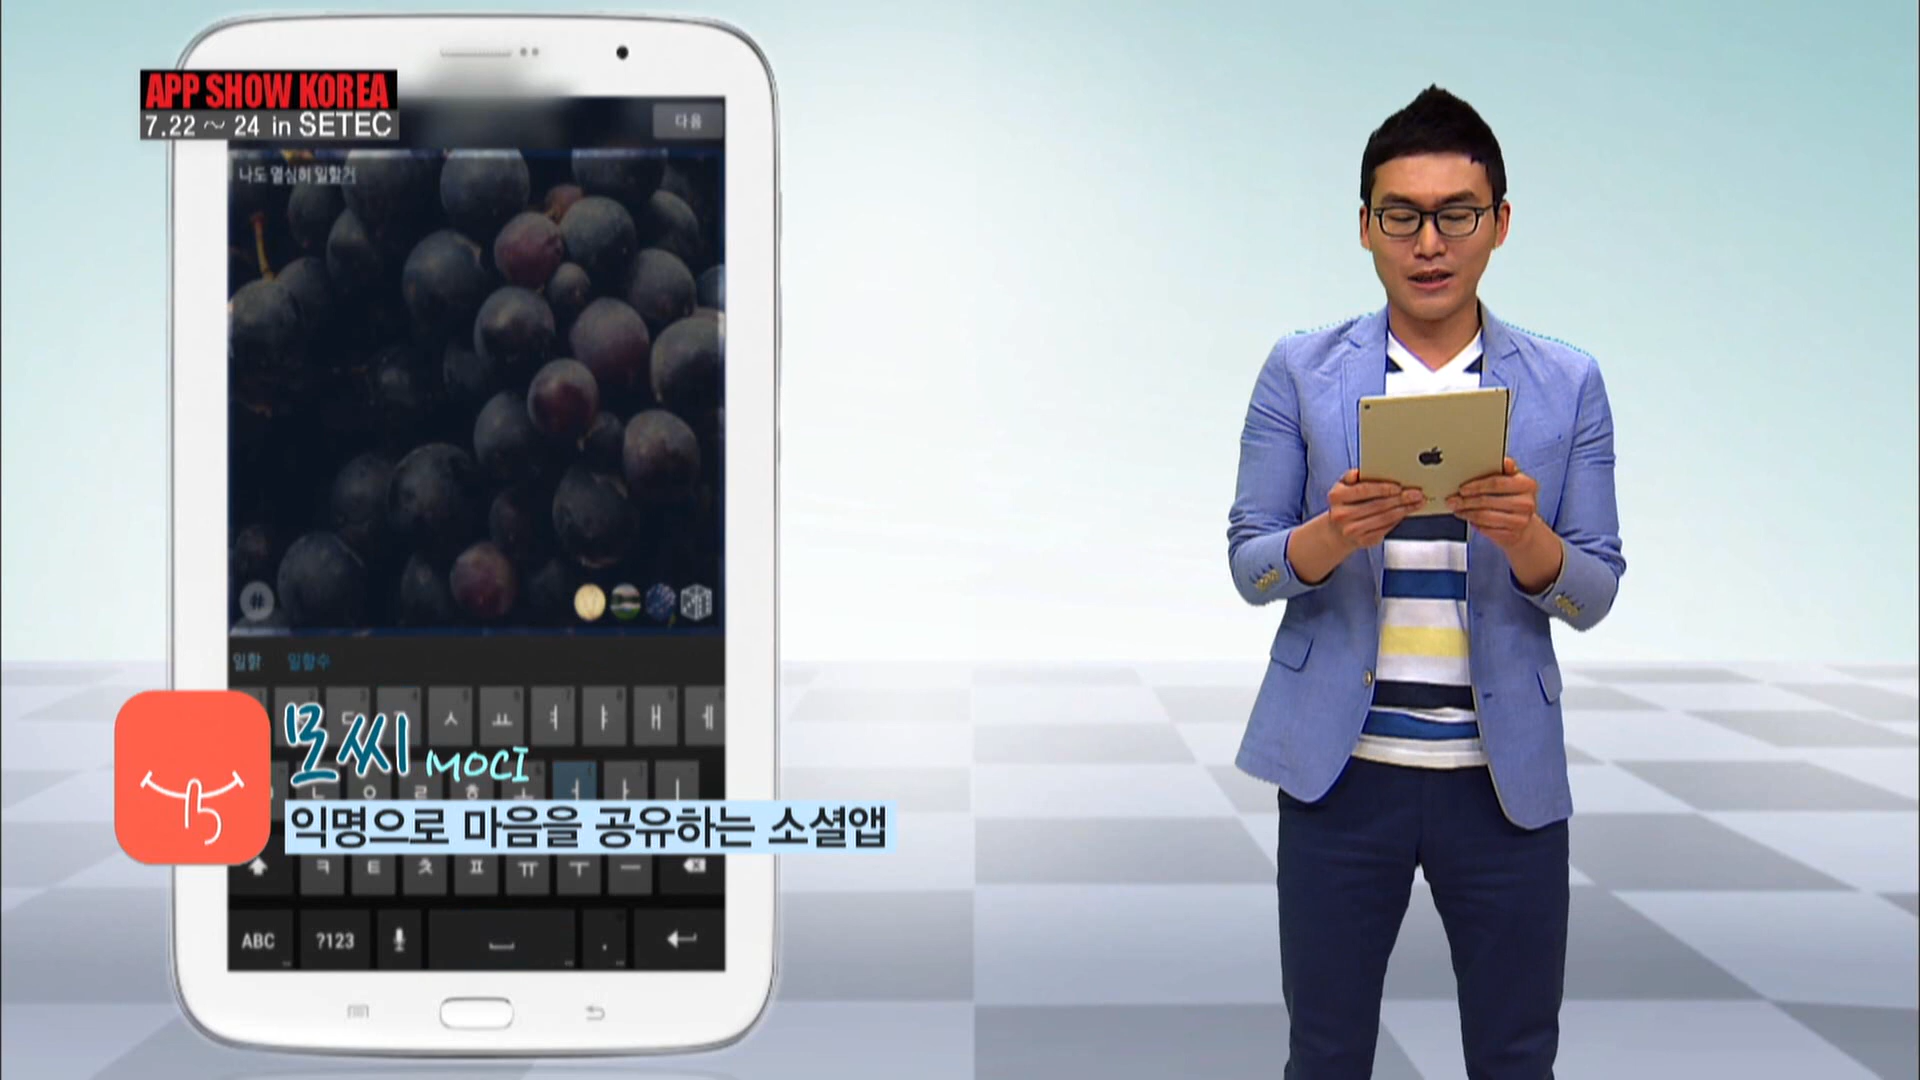 APP SHOW KOREA
7.22 ~ 24 in SETEC
다음
나도 열심히 일할거
#
일핡 일할수
ㅅ ㅛ ㅕ ㅑ ㅐ ㅔ
모씨 MOCI
ㄴ ㅇ ㄹ ㅎ ㅗ ㅓ ㅏ ㅣ
익명으로 마음을 공유하는 소셜앱
ㅋ ㅌ ㅊ ㅍ ㅠ ㅜ ㅡ
ABC ?123 .